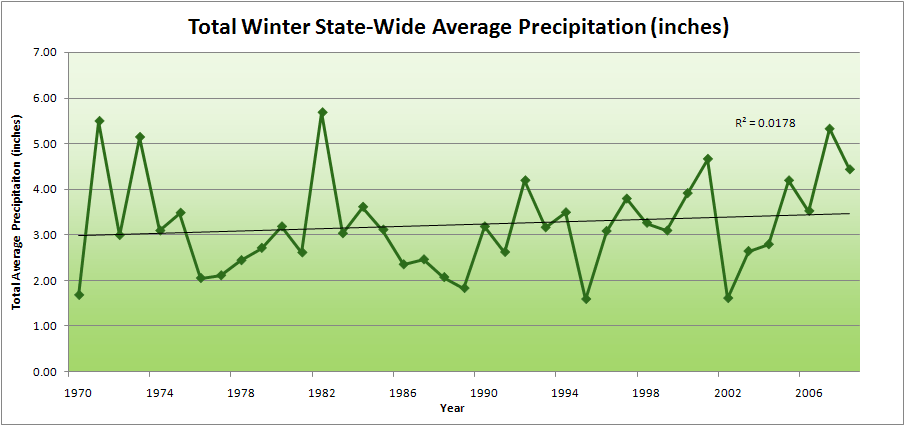 Total Winter State-Wide Average Precipitation (inches)
7.00
6.00
5.00
4.00
3.00
2.00
1.00
0.00
Total Average Precipitaiton (inches)
R² = 0.0178
1970 1974 1978 1982 1986 1990 1994 1998 2002 2006
Year